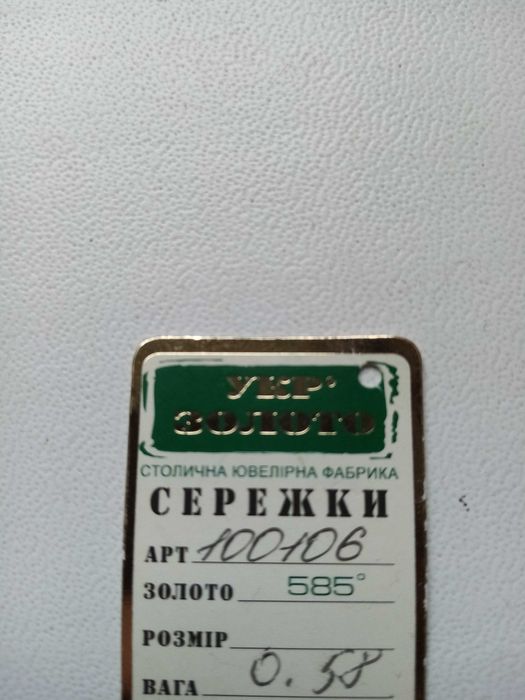 УКР'
ЗОЛОТО
СТОЛИЧНА ЮВЕЛІРНА ФАБРИКА
СЕРЕЖКИ
АРТ 100106
ЗОЛОТО 585°
РОЗМІР
ВАГА 0.58